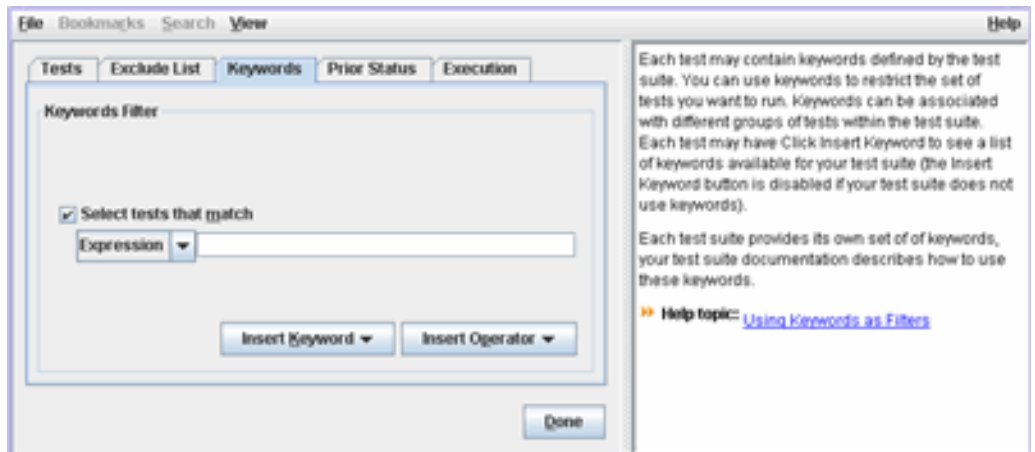 File Bookmarks Search View Help
Tests Exclude List Keywords Prior Status Execution
Keywords Filter
Select tests that match
Expression
Insert Keyword Insert Operator
Done
Each test may contain keywords defined by the test
suite. You can use keywords to restrict the set of
tests you want to run. Keywords can be associated
with different groups of tests within the test suite.
Each test may have Click Insert Keyword to see a list
of keywords available for your test suite (the Insert
Keyword button is disabled if your test suite does not
use keywords).
Each test suite provides its own set of of keywords,
your test suite documentation describes how to use
these keywords.
Help topic: Using Keywords as Filters